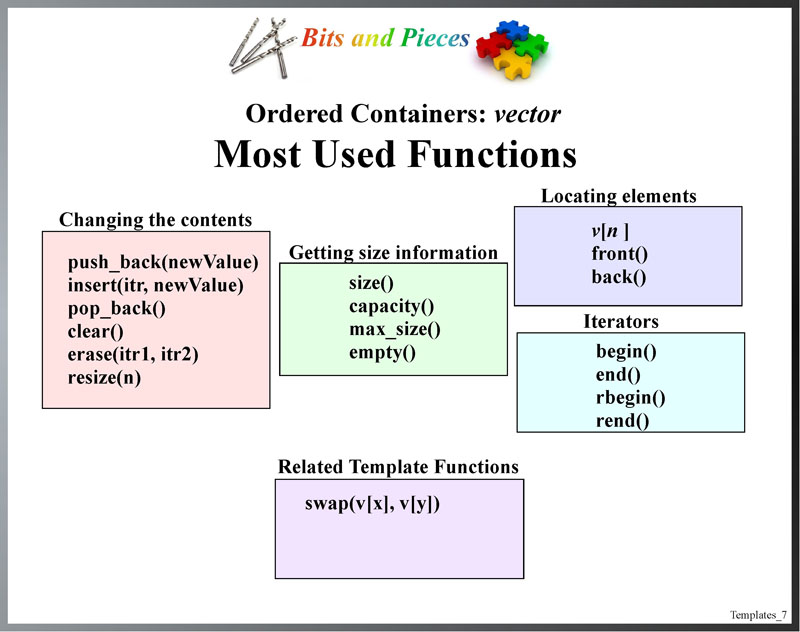 Bits and Pieces
Ordered Containers: vector
Most Used Functions
Changing the contents
push_back(newValue)
insert(itr, newValue)
pop_back()
clear()
erase(itr1, itr2)
resize(n)
Getting size information
size()
capacity()
max_size()
empty()
Locating elements
v[n ]
front()
back()
Iterators
begin()
end()
rbegin()
rend()
Related Template Functions
swap(v[x], v[y])
Templates_7